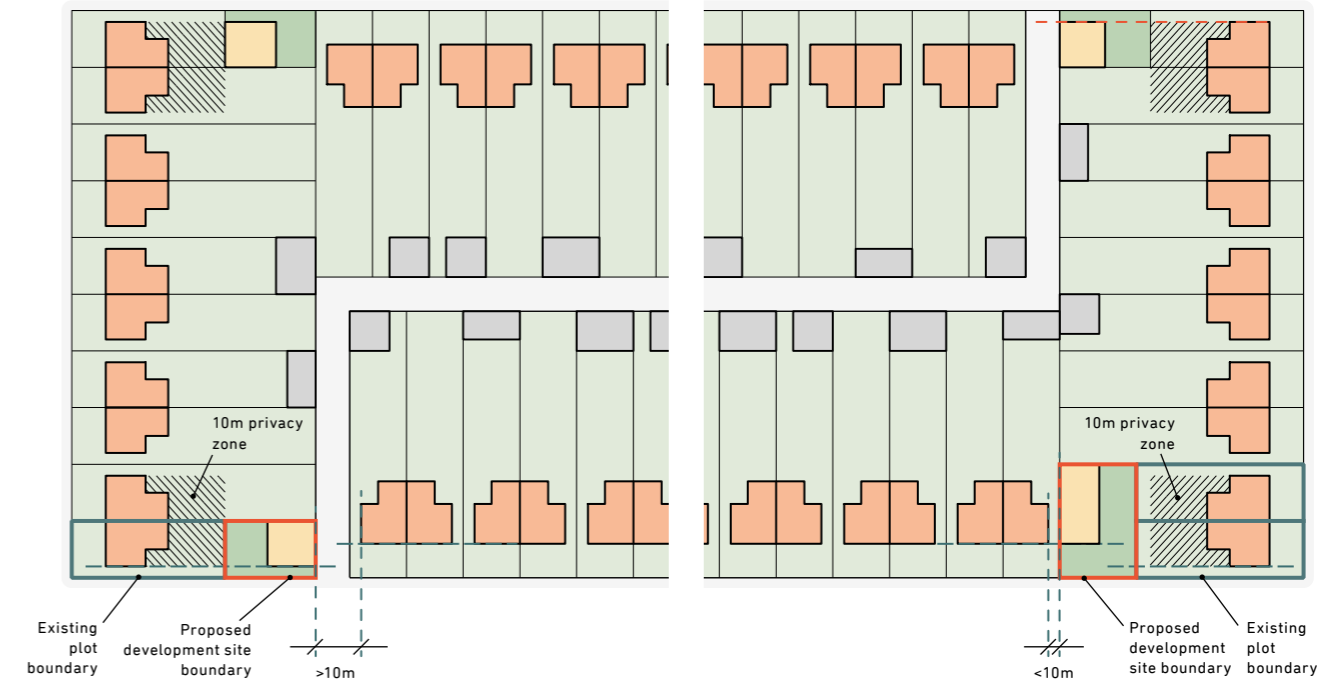 10m privacy
zone
10m privacy
zone
Existing
plot
boundary
Proposed
development site
boundary
>10m
<10m
Proposed
development
site boundary
Existing
plot
boundary